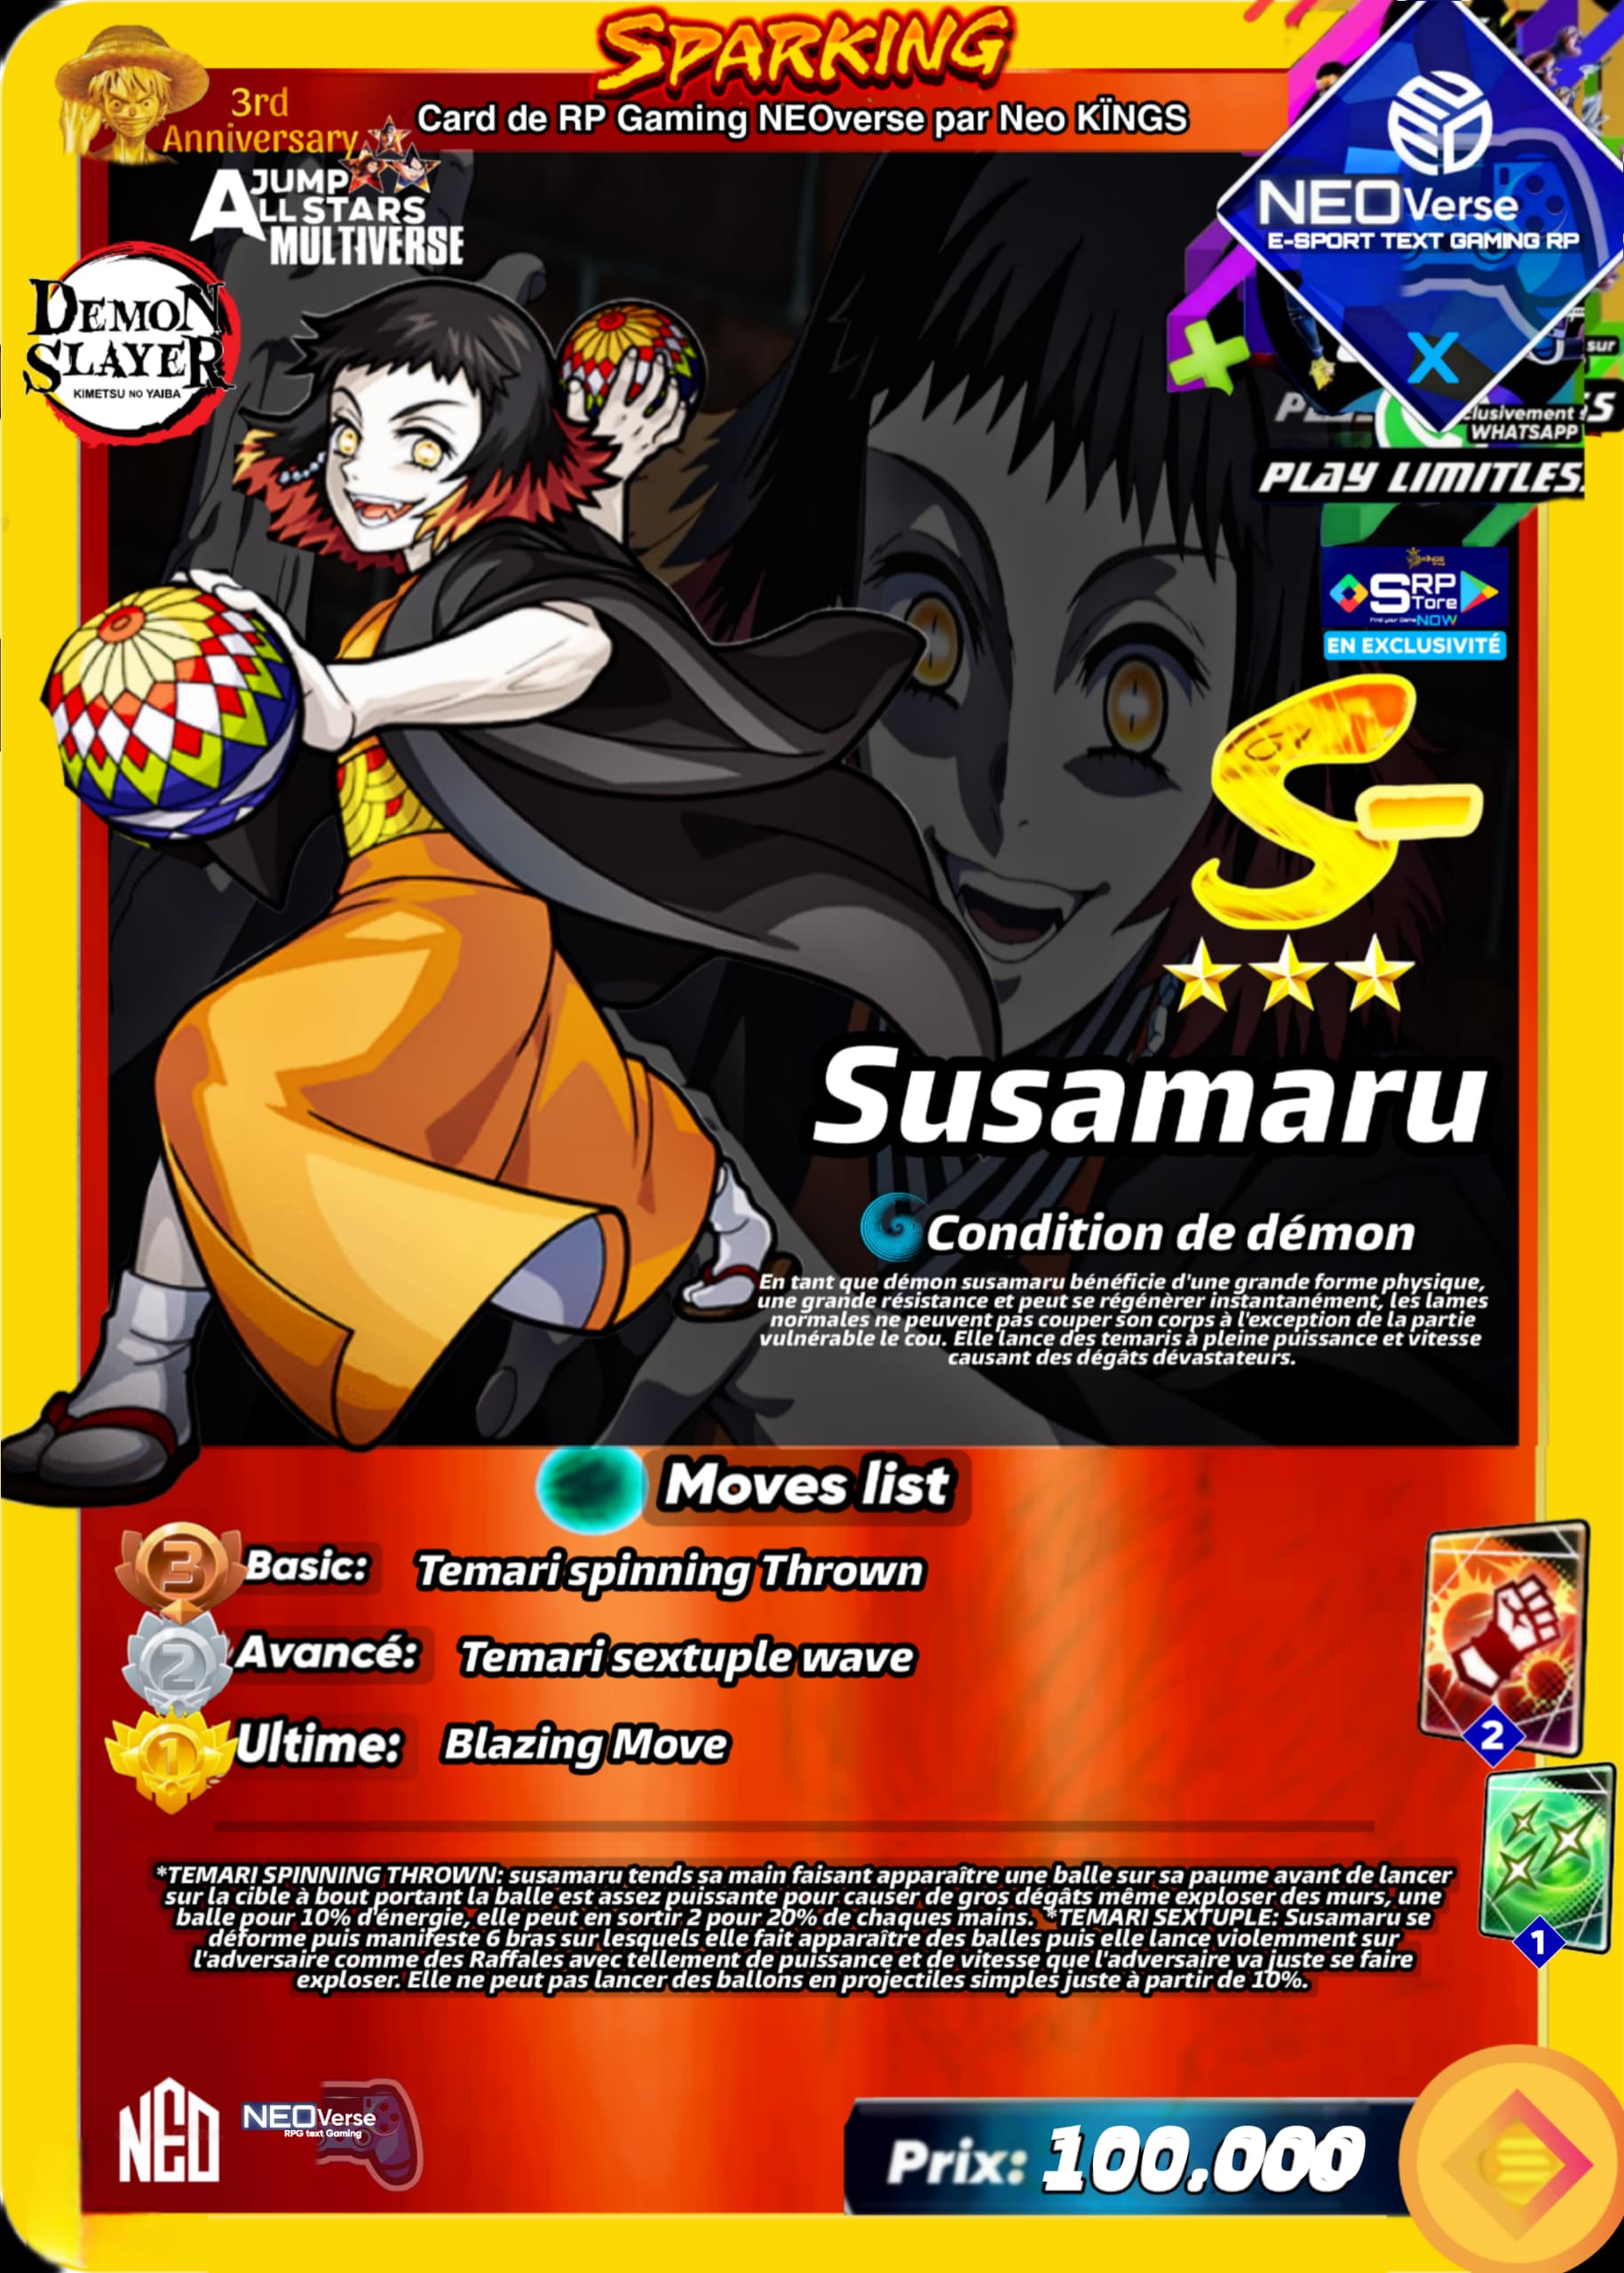 SPARKING
3rd
Anniversary
Card de RP Gaming NEOverse par Neo KÏNGS
JUMP
ALL STARS
MULTIVERSE
NEOVerse
E-SPORT TEXT GAMING RP
X
DEMON
SLAYER
KIMETSU NO YAIBA
sur
clusivement
WHATSAPP
PLAY LIMITLES
SRP
Tore
Find your Game NOW
EN EXCLUSIVITÉ
S-
Susamaru
Condition de démon
En tant que démon susamaru bénéficie d'une grande forme physique,
une grande résistance et peut se régénèrer instantanément, les lames
normales ne peuvent pas couper son corps à l'exception de la partie
vulnérable le cou. Elle lance des temaris à pleine puissance et vitesse
causant des dégâts dévastateurs.
Moves list
3 Basic: Temari spinning Thrown
2 Avancé: Temari sextuple wave
1 Ultime: Blazing Move
2
1
*TEMARI SPINNING THROWN: susamaru tends sa main faisant apparaître une balle sur sa paume avant de lancer
sur la cible à bout portant la balle est assez puissante pour causer de gros dégâts même exploser des murs, une
balle pour 10% d'énergie, elle peut en sortir 2 pour 20% de chaques mains. *TEMARI SEXTUPLE: Susamaru se
déforme puis manifeste 6 bras sur lesquels elle fait apparaître des balles puis elle lance violemment sur
l'adversaire comme des Raffales avec tellement de puissance et de vitesse que l'adversaire va juste se faire
exploser. Elle ne peut pas lancer des ballons en projectiles simples juste à partir de 10%.
NEO
NEOVerse
RPG text Gaming
Prix: 100.000